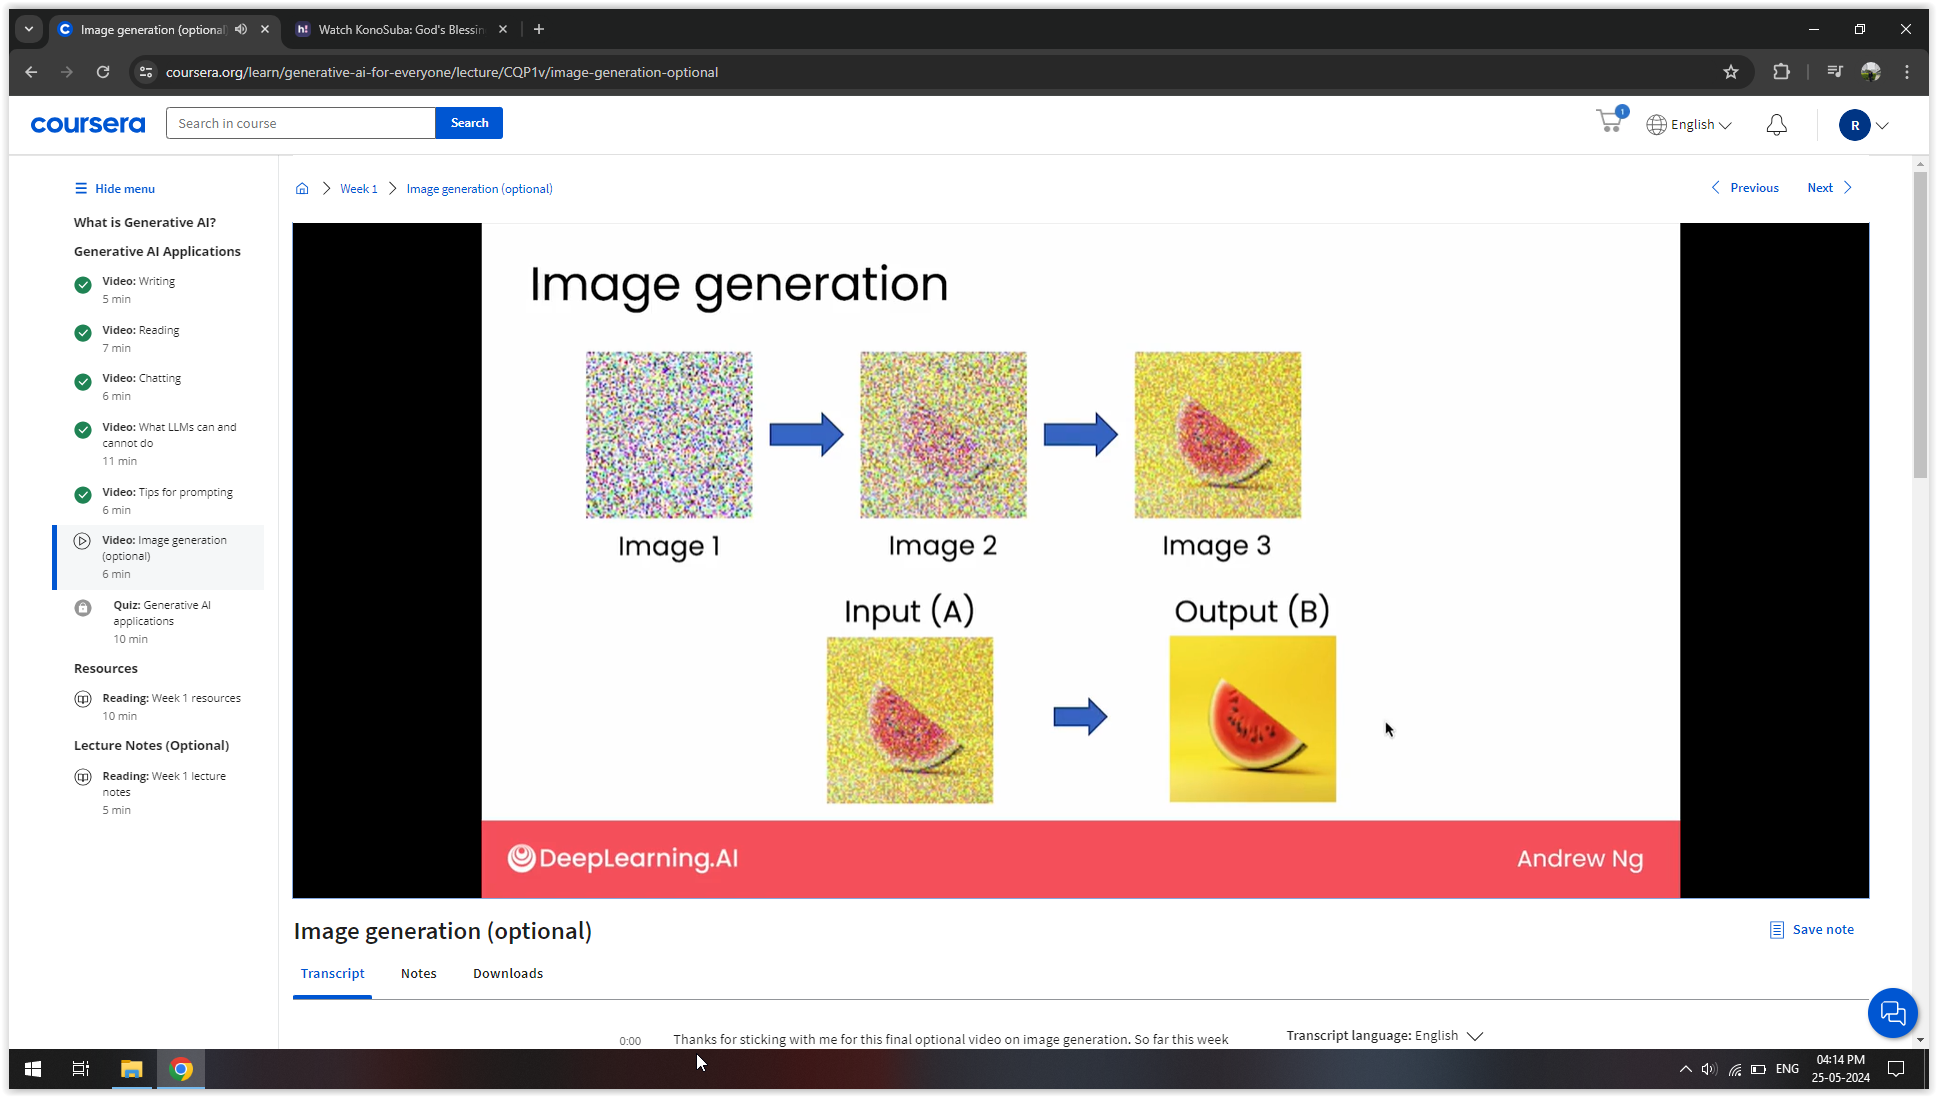 Image generation (optional)
Watch KonoSuba: God's Blessin
coursera.org/learn/generative-ai-for-everyone/lecture/CQP1v/image-generation-optional
coursera
Search in course
Search
1
English
R
Hide menu
What is Generative AI?
Generative AI Applications
Video: Writing
5 min
Video: Reading
7 min
Video: Chatting
6 min
Video: What LLMs can and
cannot do
11 min
Video: Tips for prompting
6 min
Video: Image generation
(optional)
6 min
Quiz: Generative AI
applications
10 min
Resources
Reading: Week 1 resources
10 min
Lecture Notes (Optional)
Reading: Week 1 lecture
notes
5 min
Week 1
Image generation (optional)
Previous
Next
Image generation
Image 1
Image 2
Image 3
Input (A)
Output (B)
DeepLearning.AI
Andrew Ng
Image generation (optional)
Save note
Transcript
Notes
Downloads
0:00
Thanks for sticking with me for this final optional video on image generation. So far this week
Transcript language: English
ENG
04:14 PM
25-05-2024